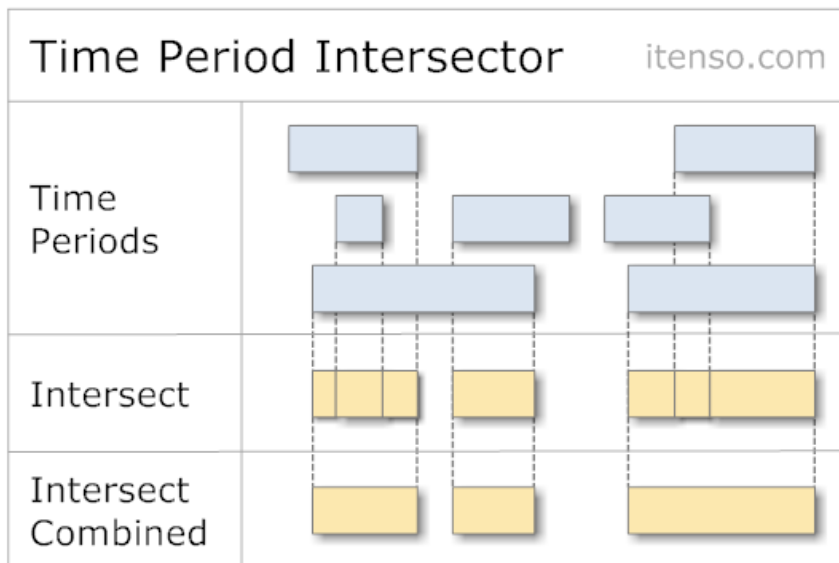 Time Period Intersector
itenso.com
Time
Periods
Intersect
Intersect
Combined